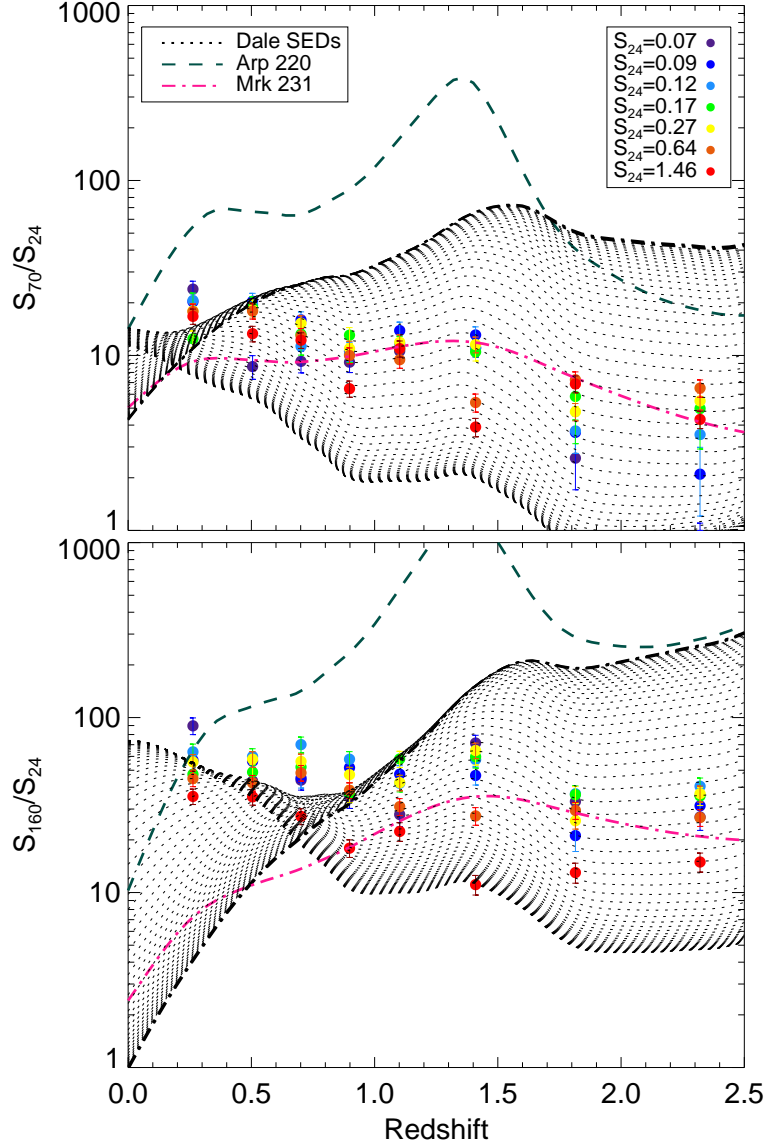 1000
100
10
1
S70/S24
Dale SEDs
Arp 220
Mrk 231
S24=0.07
S24=0.09
S24=0.12
S24=0.17
S24=0.27
S24=0.64
S24=1.46
1000
100
10
1
S160/S24
0.0 0.5 1.0 1.5 2.0 2.5
Redshift